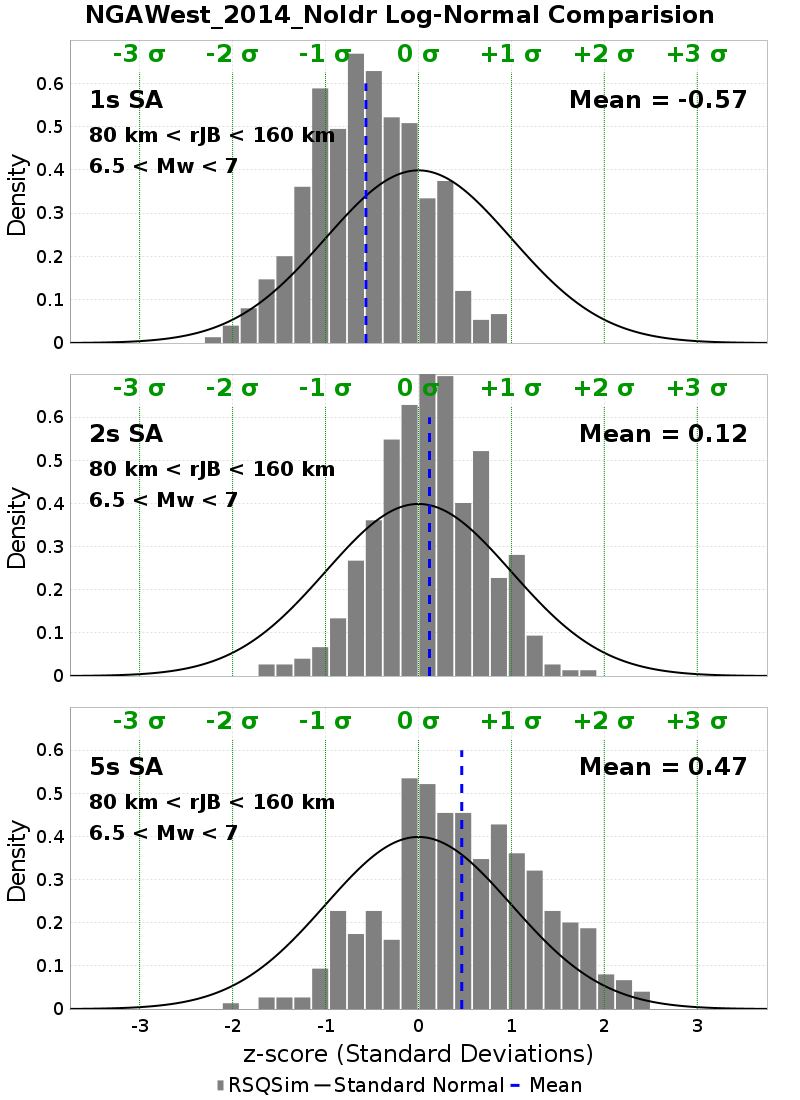 NGAWest_2014_NoIdr Log-Normal Comparision
-3 σ -2 σ -1 σ 0 σ +1 σ +2 σ +3 σ
1s SA Mean = -0.57
80 km < rJB < 160 km
6.5 < Mw < 7
0.6
0.5
0.4
0.3
0.2
0.1
0
Density
-3 σ -2 σ -1 σ 0 σ +1 σ +2 σ +3 σ
2s SA Mean = 0.12
80 km < rJB < 160 km
6.5 < Mw < 7
0.6
0.5
0.4
0.3
0.2
0.1
0
Density
-3 σ -2 σ -1 σ 0 σ +1 σ +2 σ +3 σ
5s SA Mean = 0.47
80 km < rJB < 160 km
6.5 < Mw < 7
0.6
0.5
0.4
0.3
0.2
0.1
0
Density
-3 -2 -1 0 1 2 3
z-score (Standard Deviations)
RSQSim Standard Normal Mean